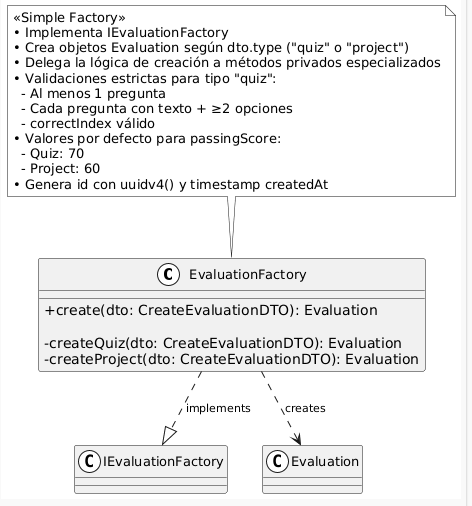 «Simple Factory»
• Implementa IEvaluationFactory
• Crea objetos Evaluation según dto.type ("quiz" o "project")
• Delega la lógica de creación a métodos privados especializados
• Validaciones estrictas para tipo "quiz":
- Al menos 1 pregunta
- Cada pregunta con texto + ≥2 opciones
- correctIndex válido
• Valores por defecto para passingScore:
- Quiz: 70
- Project: 60
• Genera id con uuidv4() y timestamp createdAt
C EvaluationFactory
+create(dto: CreateEvaluationDTO): Evaluation
-createQuiz(dto: CreateEvaluationDTO): Evaluation
-createProject(dto: CreateEvaluationDTO): Evaluation
implements
creates
C IEvaluationFactory
C Evaluation